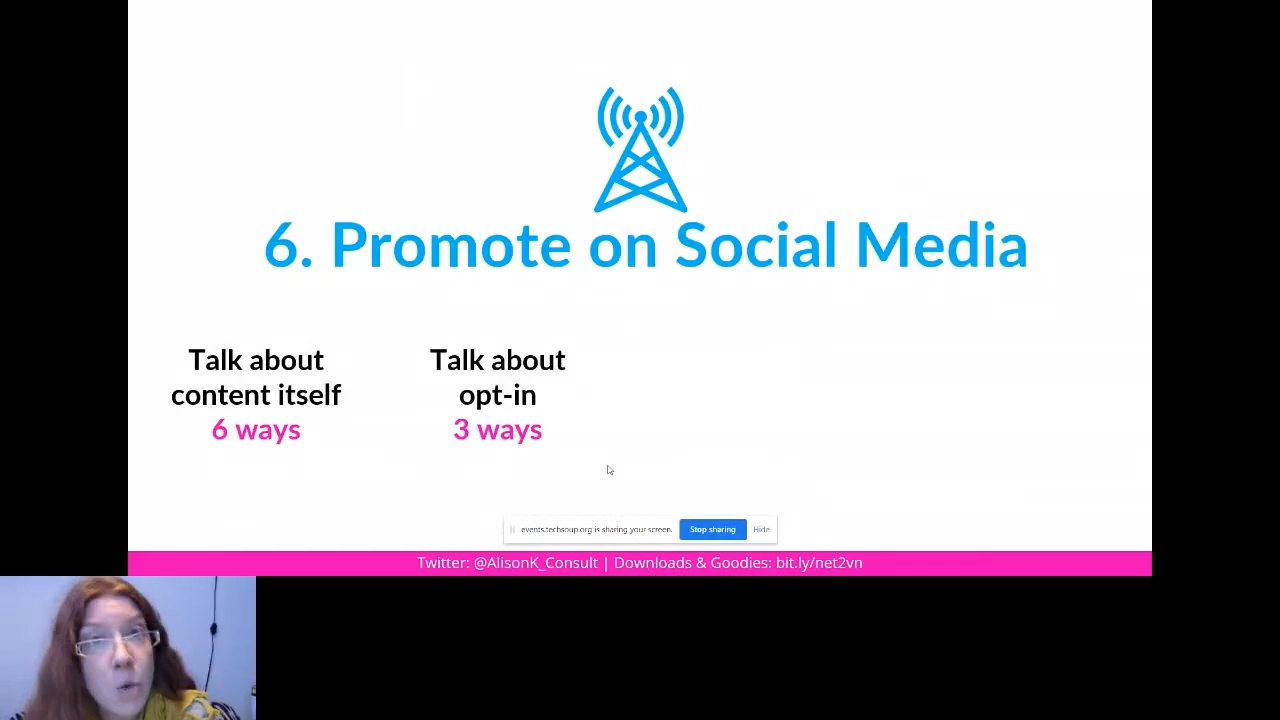 6. Promote on Social Media
Talk about
content itself
6 ways
Talk about
opt-in
3 ways
events.techsoup.org is sharing your screen.
Stop sharing
Hide
Twitter: @AlisonK_Consult | Downloads & Goodies: bit.ly/net2vn